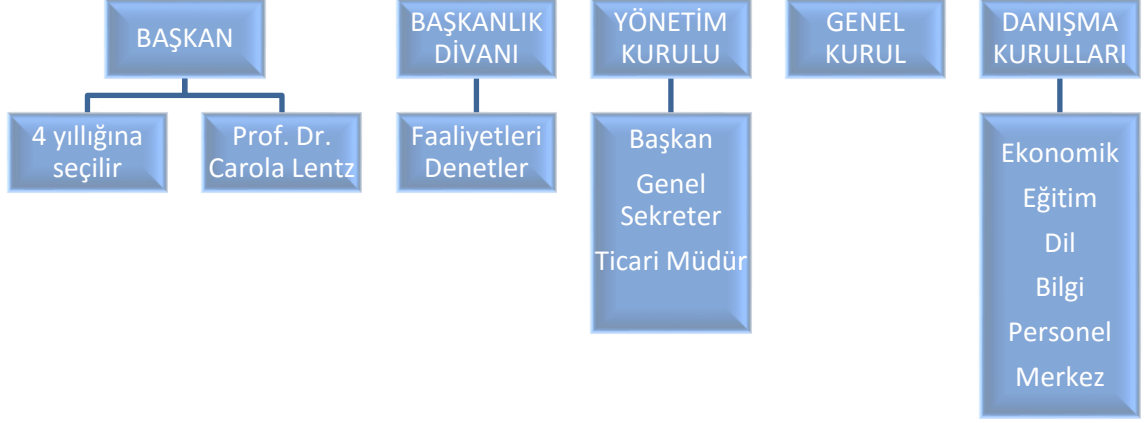 BAŞKAN
4 yıllığına
seçilir
Prof. Dr.
Carola Lentz
BAŞKANLIK
DİVANI
Faaliyetleri
Denetler
YÖNETİM
KURULU
Başkan
Genel
Sekreter
Ticari Müdür
GENEL
KURUL
DANIŞMA
KURULLARI
Ekonomik
Eğitim
Dil
Bilgi
Personel
Merkez